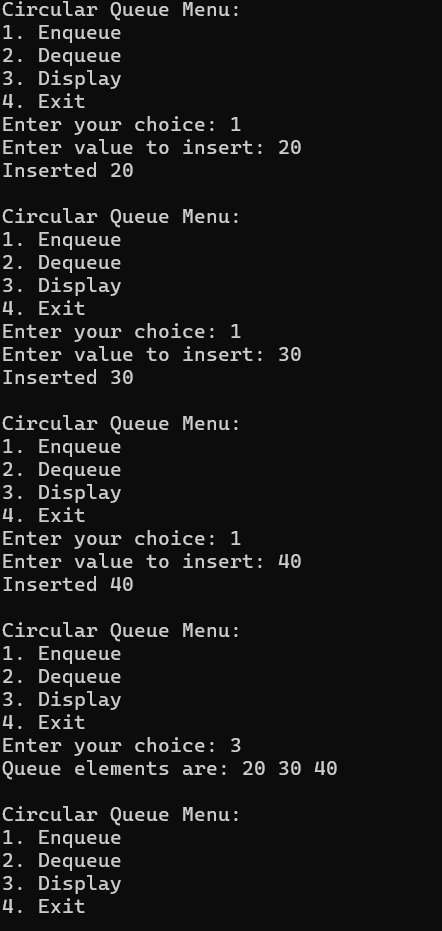 Circular Queue Menu:
1. Enqueue
2. Dequeue
3. Display
4. Exit
Enter your choice: 1
Enter value to insert: 20
Inserted 20

Circular Queue Menu:
1. Enqueue
2. Dequeue
3. Display
4. Exit
Enter your choice: 1
Enter value to insert: 30
Inserted 30

Circular Queue Menu:
1. Enqueue
2. Dequeue
3. Display
4. Exit
Enter your choice: 1
Enter value to insert: 40
Inserted 40

Circular Queue Menu:
1. Enqueue
2. Dequeue
3. Display
4. Exit
Enter your choice: 3
Queue elements are: 20 30 40

Circular Queue Menu:
1. Enqueue
2. Dequeue
3. Display
4. Exit